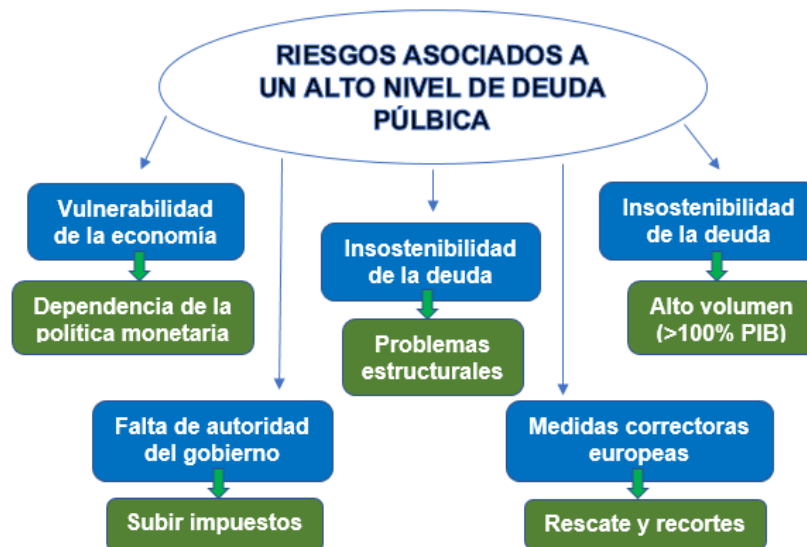 RIESGOS ASOCIADOS A
UN ALTO NIVEL DE DEUDA
PÚLBICA
Vulnerabilidad
de la economía
Dependencia de la
política monetaria
Insostenibilidad
de la deuda
Problemas
estructurales
Insostenibilidad
de la deuda
Alto volumen
(>100% PIB)
Falta de autoridad
del gobierno
Subir impuestos
Medidas correctoras
europeas
Rescate y recortes